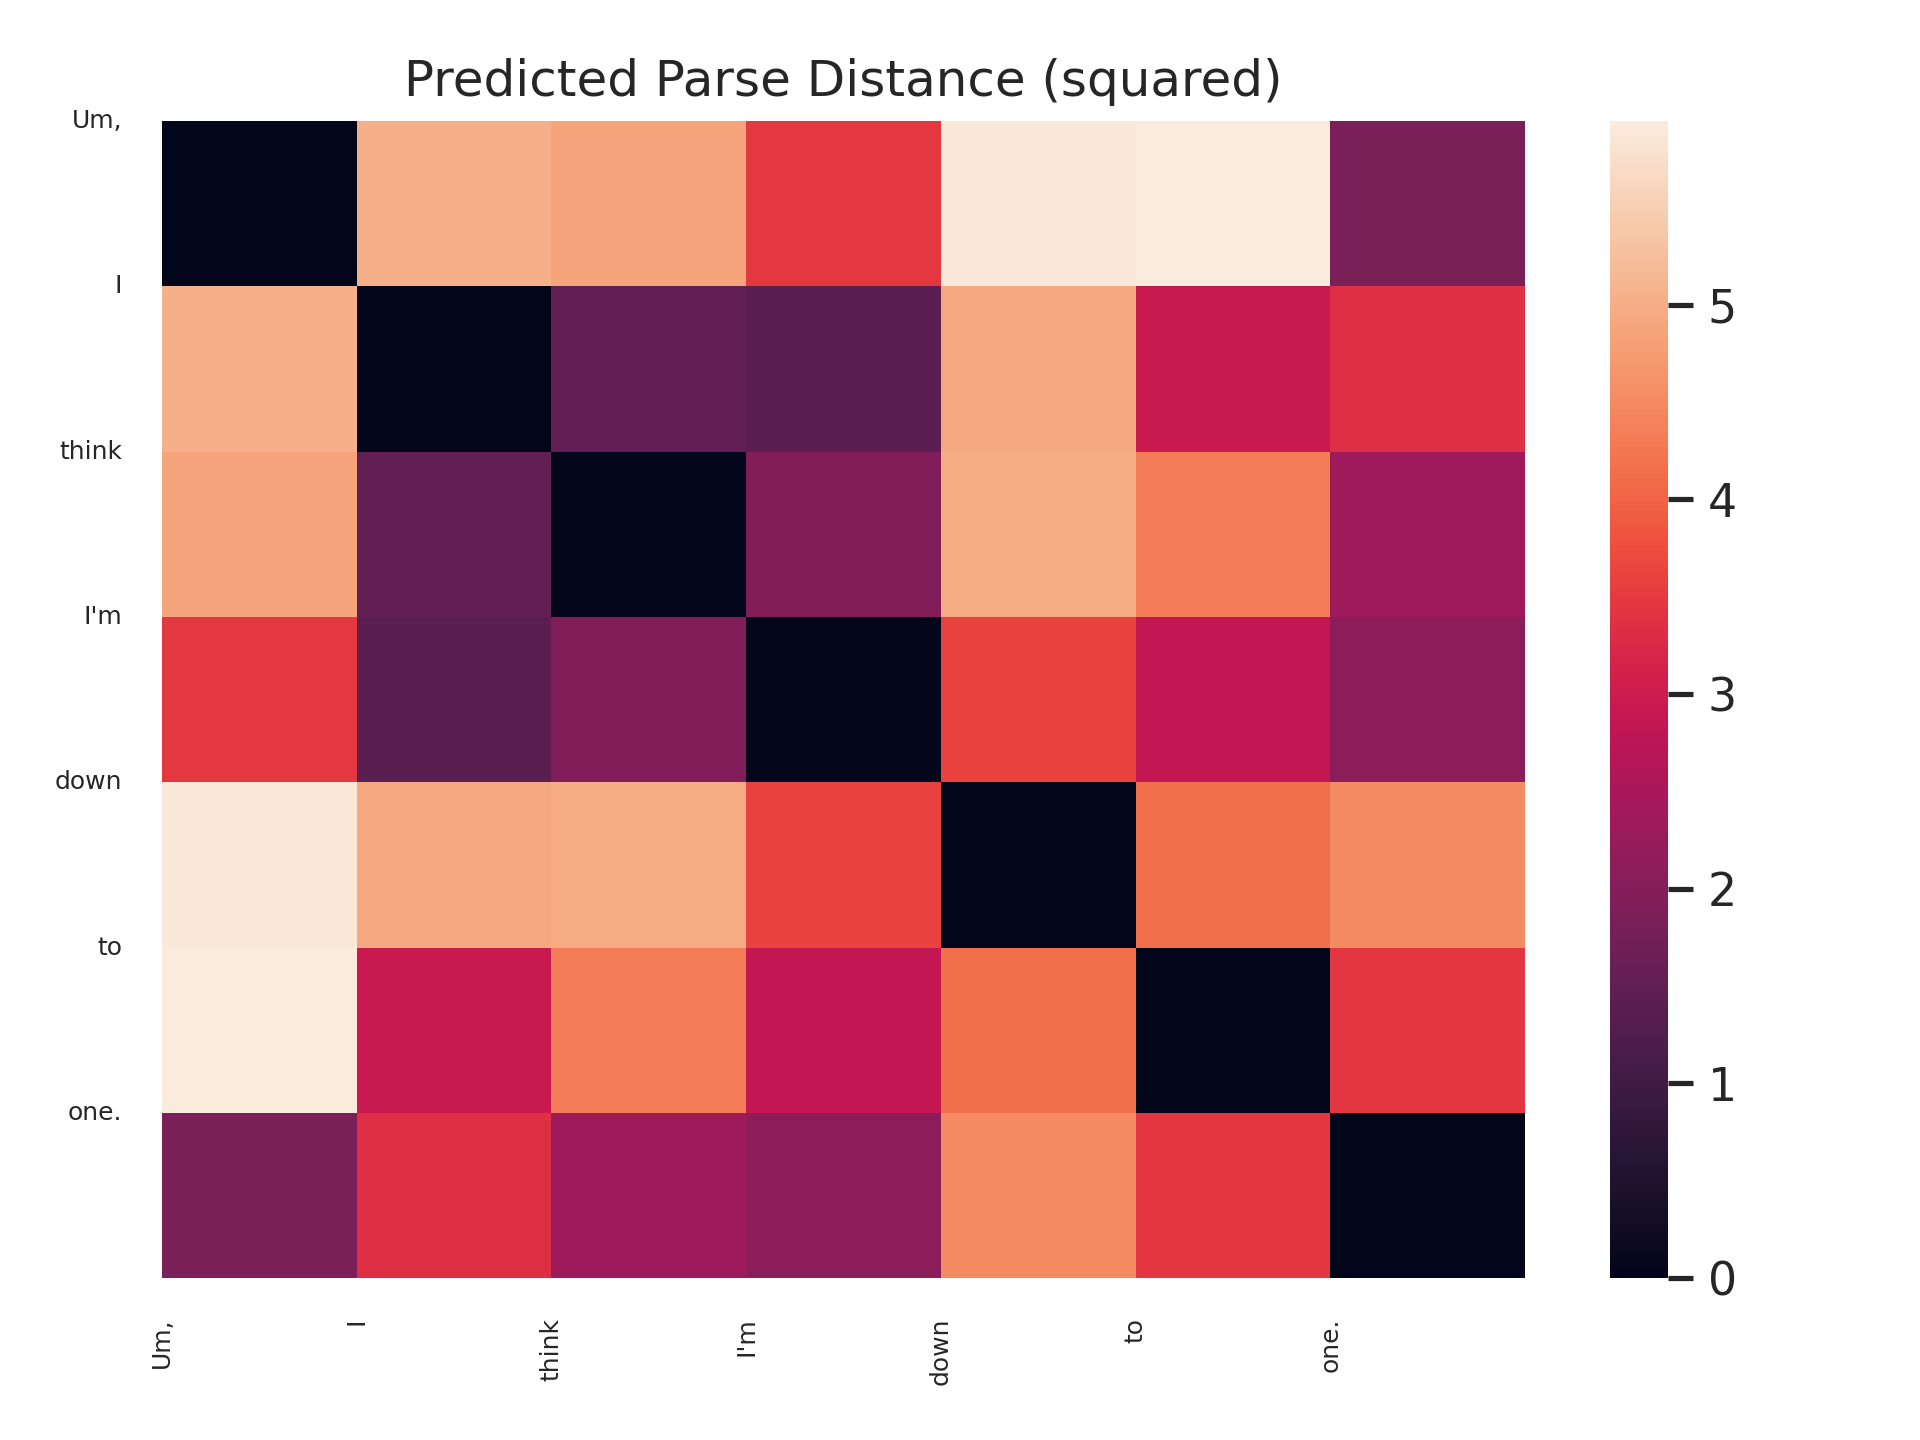 Predicted Parse Distance (squared)
Um,
I
think
I'm
down
to
one.
Um,
I
think
I'm
down
to
one.
5
4
3
2
1
0